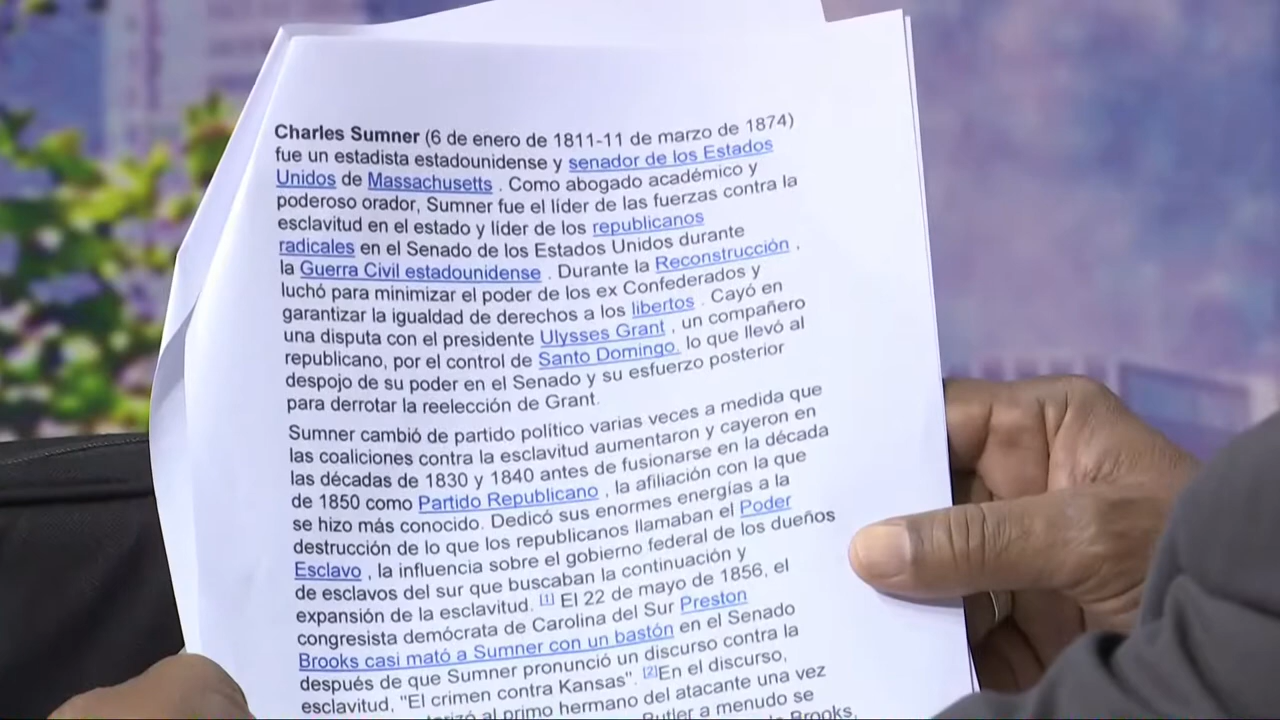 Charles Sumner (6 de enero de 1811-11 de marzo de 1874)
fue un estadista estadounidense y senador de los Estados
Unidos de Massachusetts . Como abogado académico y
poderoso orador, Sumner fue el líder de las fuerzas contra la
esclavitud en el estado y líder de los republicanos
radicales en el Senado de los Estados Unidos durante
la Guerra Civil estadounidense . Durante la Reconstrucción ,
luchó para minimizar el poder de los ex Confederados y
garantizar la igualdad de derechos a los libertos . Cayó en
una disputa con el presidente Ulysses Grant , un compañero
republicano, por el control de Santo Domingo, lo que llevó al
despojo de su poder en el Senado y su esfuerzo posterior
para derrotar la reelección de Grant.
Sumner cambió de partido político varias veces a medida que
las coaliciones contra la esclavitud aumentaron y cayeron en
las décadas de 1830 y 1840 antes de fusionarse en la década
de 1850 como Partido Republicano , la afiliación con la que
se hizo más conocido. Dedicó sus enormes energías a la
destrucción de lo que los republicanos llamaban el Poder
Esclavo , la influencia sobre el gobierno federal de los dueños
de esclavos del sur que buscaban la continuación y
expansión de la esclavitud. [1] El 22 de mayo de 1856, el
congresista demócrata de Carolina del Sur Preston
Brooks casi mató a Sumner con un bastón en el Senado
después de que Sumner pronunció un discurso contra la
esclavitud, "El crimen contra Kansas". [2]En el discurso,
al primo hermano del atacante una vez
Butler a menudo se
Brooks,